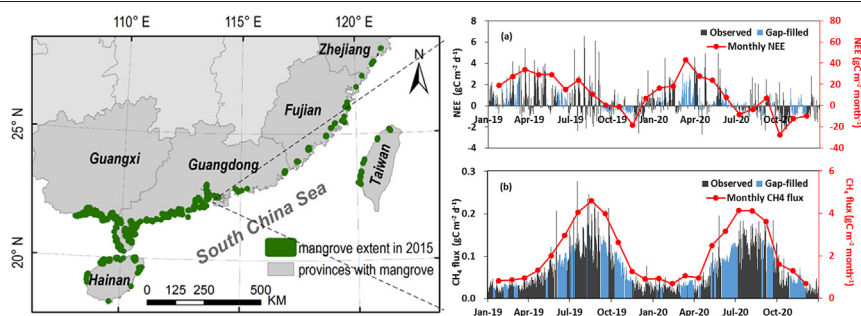 110° E
115° E
120° E
25° N
20° N
Zhejiang
N
Fujian
Guangxi
Guangdong
Taiwan
South China Sea
Hainan
mangrove extent in 2015
provinces with mangrove
0 125 250 500
KM
(a)
Observed Gap-filled
Monthly NEE
NEE (gC m⁻² d⁻¹)
8
6
4
2
0
-2
-4
NEE (gC m⁻² month⁻¹)
80
60
40
20
0
-20
-40
Jan-19 Apr-19 Jul-19 Oct-19 Jan-20 Apr-20 Jul-20 Oct-20
(b)
Observed Gap-filled
Monthly CH4 flux
CH₄ flux (gC m⁻² d⁻¹)
0.3
0.2
0.1
0.0
CH₄ flux (gC m⁻² month⁻¹)
6
4
2
0
Jan-19 Apr-19 Jul-19 Oct-19 Jan-20 Apr-20 Jul-20 Oct-20